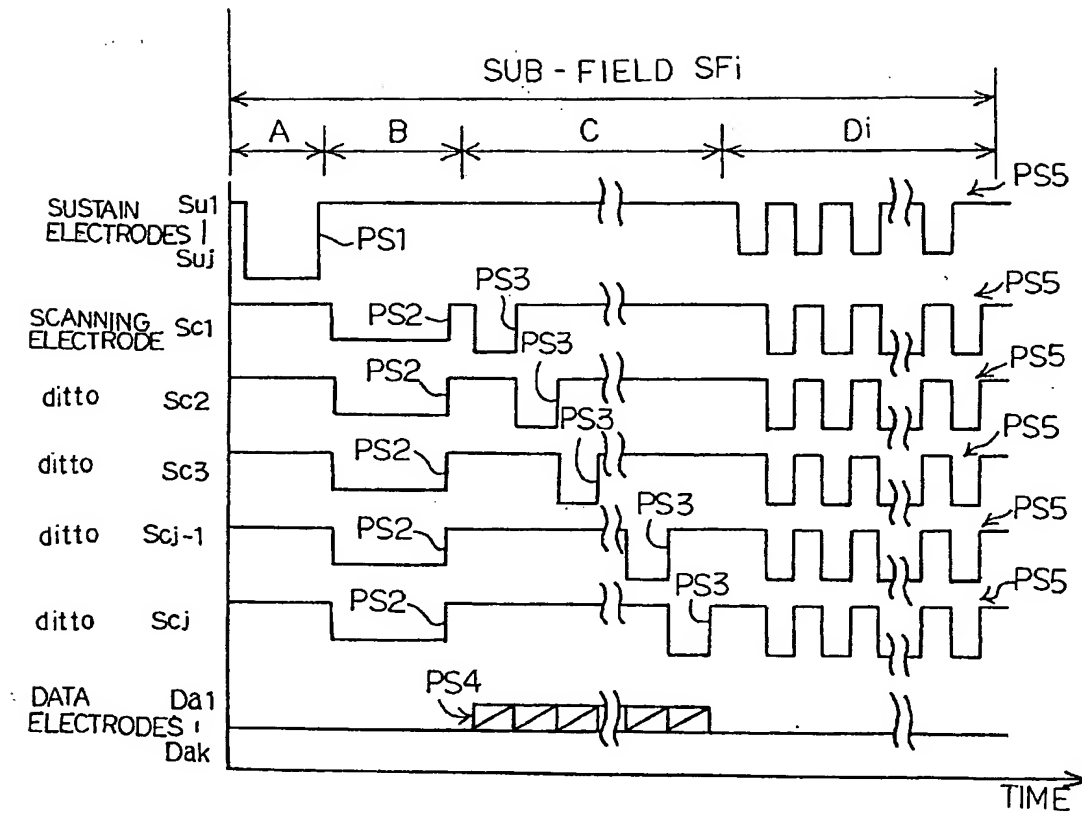 SUB-FIELD SFi
A B C Di
SUSTAIN ELECTRODES Su1 | Suj
PS1
PS5
SCANNING ELECTRODE Sc1
PS2
PS3
PS5
ditto Sc2
PS2
PS3
PS5
ditto Sc3
PS2
PS3
PS5
ditto Scj-1
PS2
PS3
PS5
ditto Scj
PS2
PS3
PS5
DATA ELECTRODES Da1 | Dak
PS4
TIME